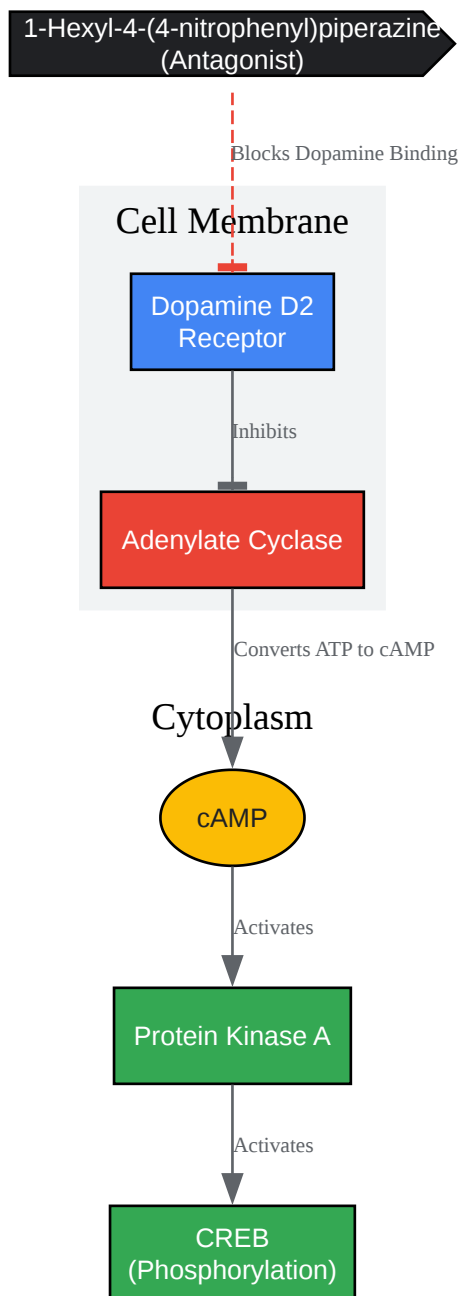 1-Hexyl-4-(4-nitrophenyl)piperazine
(Antagonist)
Blocks Dopamine Binding
Cell Membrane
Dopamine D2
Receptor
Inhibits
Adenylate Cyclase
Converts ATP to cAMP
Cytoplasm
cAMP
Activates
Protein Kinase A
Activates
CREB
(Phosphorylation)